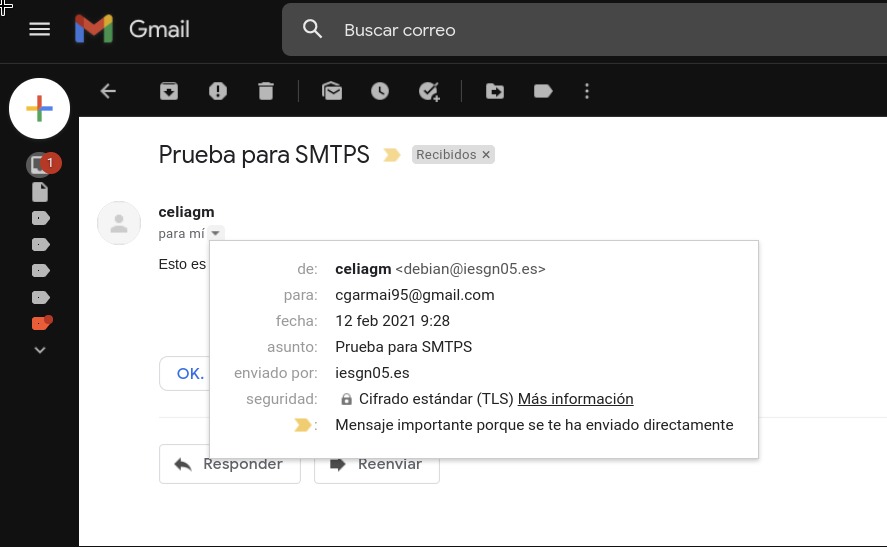 Gmail
Buscar correo
1
Prueba para SMTPS
Recibidos ×
celiagm
para mí
Esto es
de: celiagm <debian@iesgn05.es>
para: cgarmai95@gmail.com
fecha: 12 feb 2021 9:28
asunto: Prueba para SMTPS
enviado por: iesgn05.es
seguridad: Cifrado estándar (TLS) Más información
: Mensaje importante porque se te ha enviado directamente
OK.
Responder
Reenviar